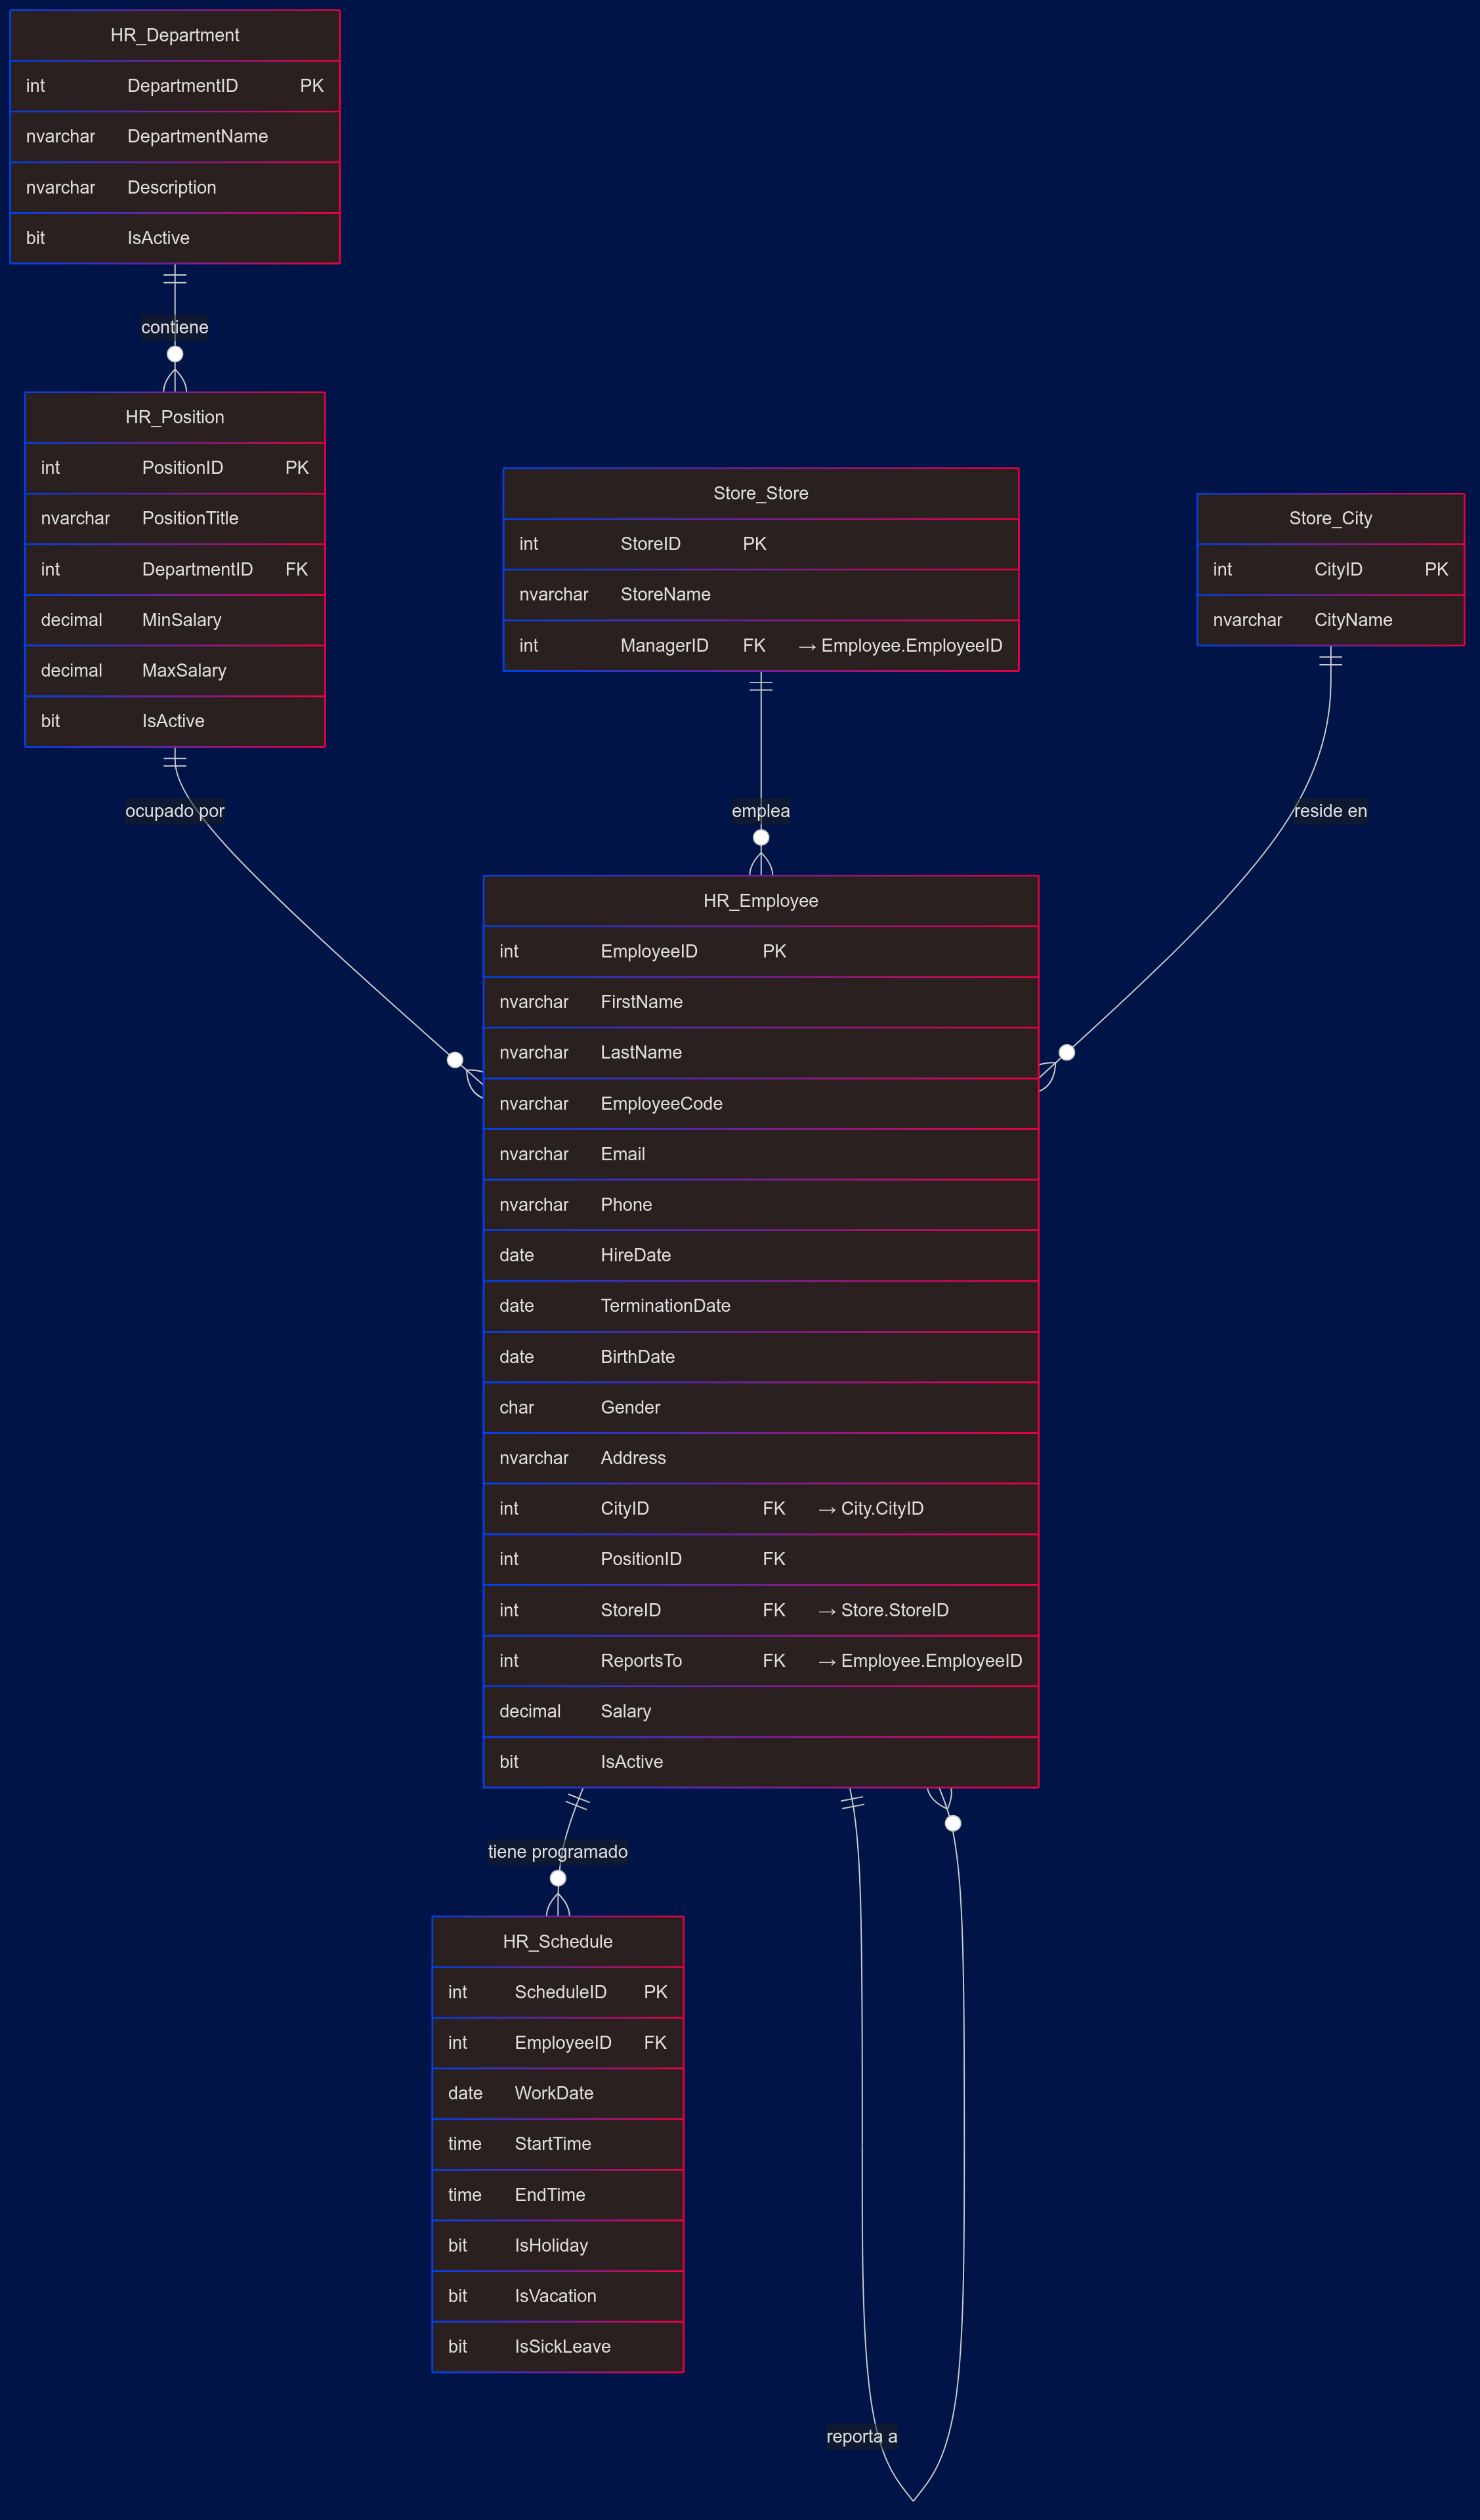 HR_Department
int DepartmentID PK
nvarchar DepartmentName
nvarchar Description
bit IsActive
contiene
HR_Position
int PositionID PK
nvarchar PositionTitle
int DepartmentID FK
decimal MinSalary
decimal MaxSalary
bit IsActive
Store_Store
int StoreID PK
nvarchar StoreName
int ManagerID FK → Employee.EmployeeID
Store_City
int CityID PK
nvarchar CityName
ocupado por
emplea
reside en
HR_Employee
int EmployeeID PK
nvarchar FirstName
nvarchar LastName
nvarchar EmployeeCode
nvarchar Email
nvarchar Phone
date HireDate
date TerminationDate
date BirthDate
char Gender
nvarchar Address
int CityID FK → City.CityID
int PositionID FK
int StoreID FK → Store.StoreID
int ReportsTo FK → Employee.EmployeeID
decimal Salary
bit IsActive
tiene programado
HR_Schedule
int ScheduleID PK
int EmployeeID FK
date WorkDate
time StartTime
time EndTime
bit IsHoliday
bit IsVacation
bit IsSickLeave
reporta a